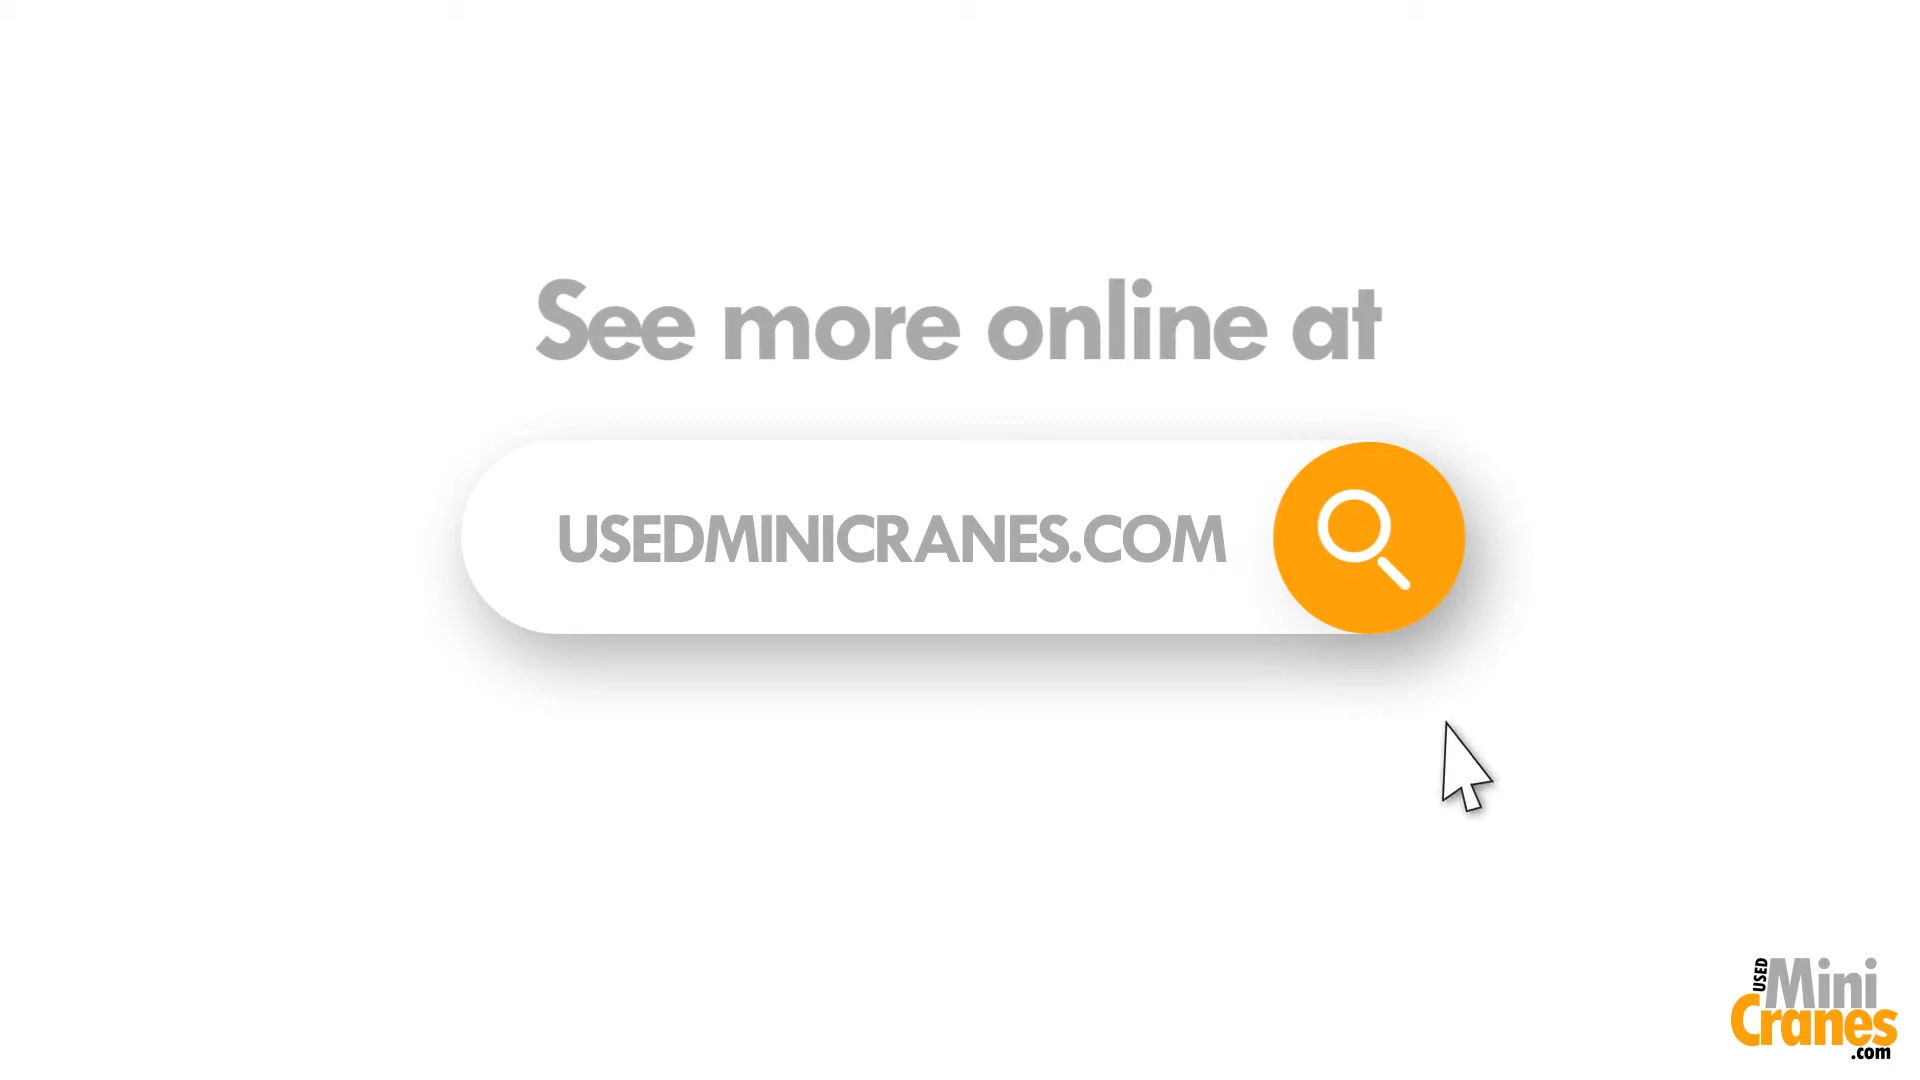 See more online at
USEDMINICRANES.COM
USED
Mini
Cranes
.com